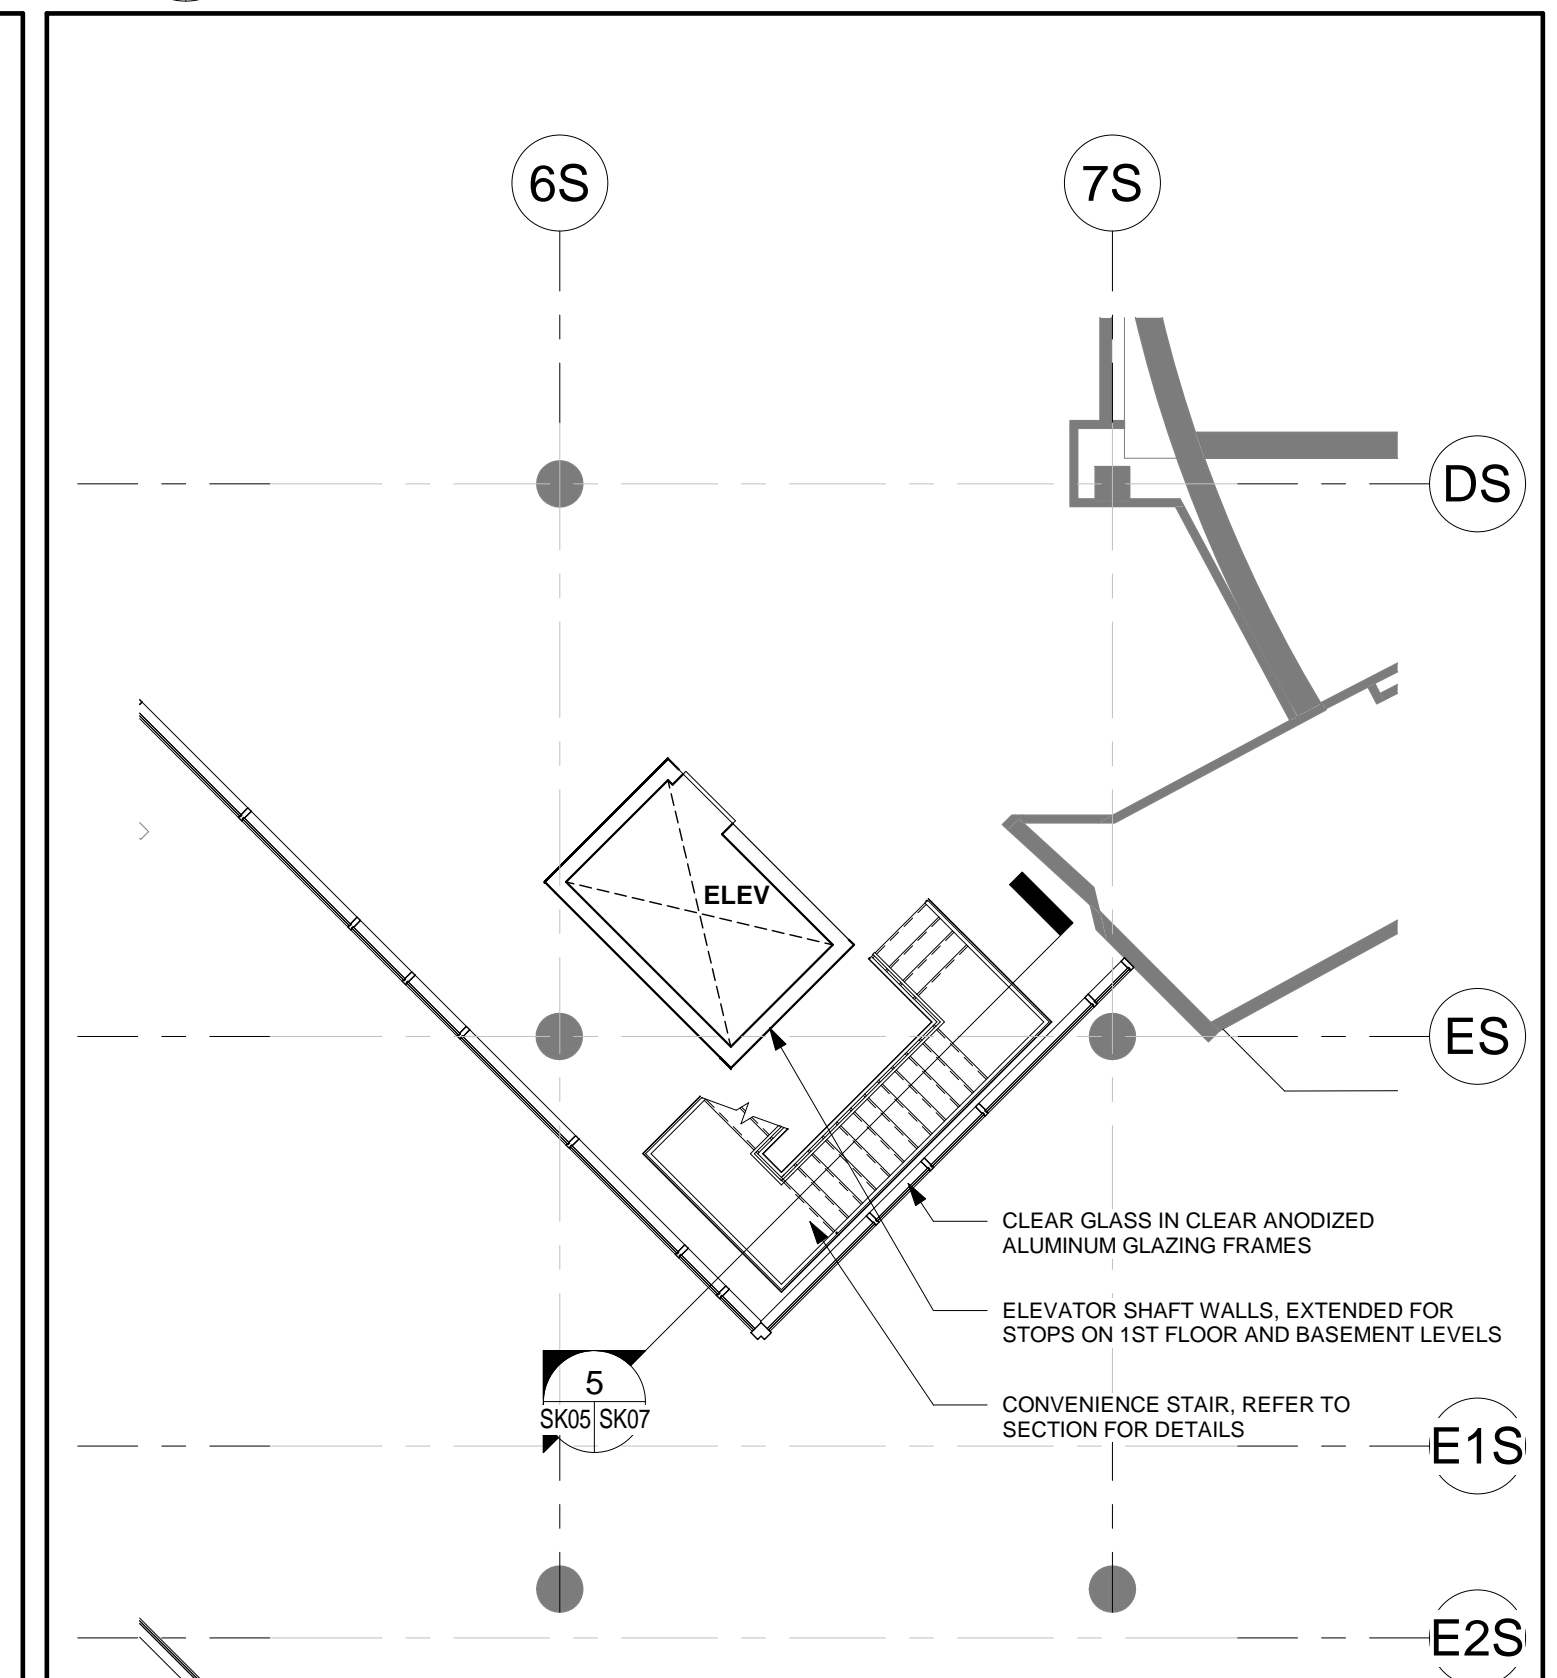 6S
7S
DS
ELEV
ES
CLEAR GLASS IN CLEAR ANODIZED
ALUMINUM GLAZING FRAMES
ELEVATOR SHAFT WALLS, EXTENDED FOR
STOPS ON 1ST FLOOR AND BASEMENT LEVELS
5
SK05 SK07
CONVENIENCE STAIR, REFER TO
SECTION FOR DETAILS
E1S
E2S